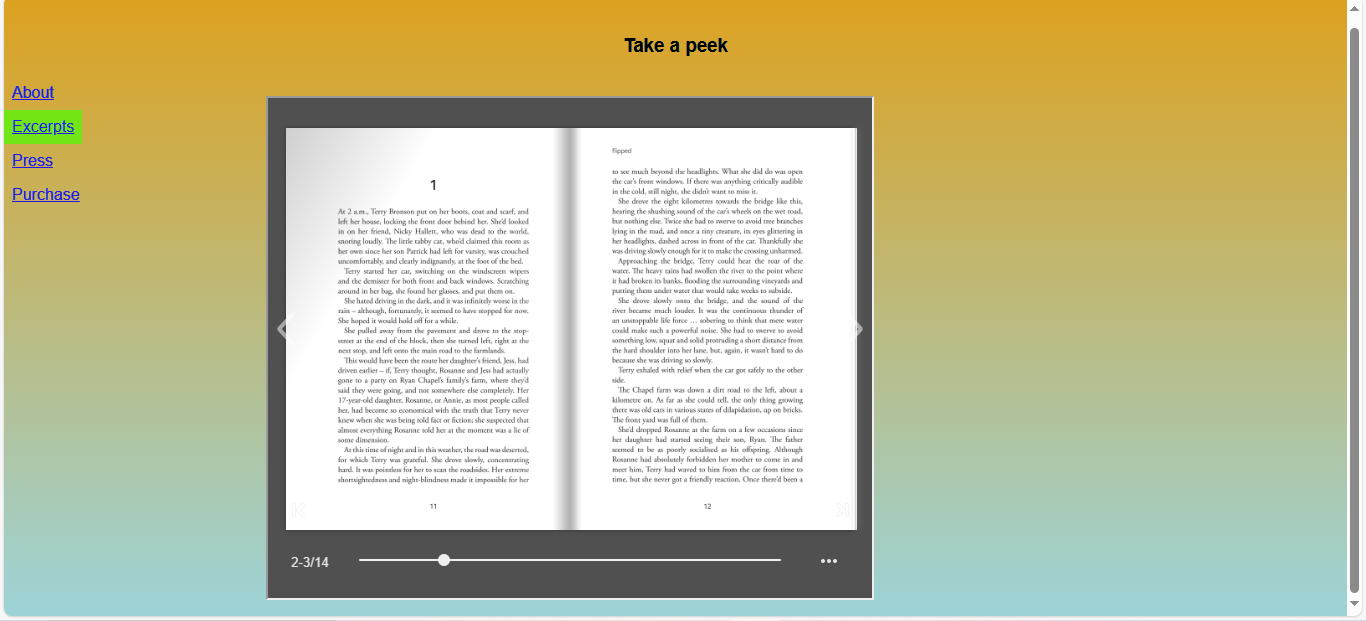 Take a peek
About
Excerpts
Press
Purchase
1
At 2 a.m., Terry Bronson put on her boots, coat and scarf, and
left her house, locking the front door behind her. She'd looked
in on her friend, Nicky Hallett, who was dead to the world,
snoring loudly. The little tabby cat, who'd claimed this room as
her own since her son Patrick had left for varsity, was crouched
uncomfortably, and clearly indignantly, at the foot of the bed.
Terry started her car, switching on the windscreen wipers
and the demister for both front and back windows. Scratching
around in her bag, she found her glasses, and put them on.
She hated driving in the dark, and it was infinitely worse in the
rain – although, fortunately, it seemed to have stopped for now.
She hoped it would hold off for a while.
She pulled away from the pavement and drove to the stop-
street at the end of the block, then she turned left, right at the
next stop, and left onto the main road to the farmlands.
This would have been the route her daughter's friend, Jess, had
driven earlier – if, Terry thought, Rosanne and Jess had actually
gone to a party on Ryan Chapel's family's farm, where they'd
said they were going, and not somewhere else completely. Her
17-year-old daughter, Rosanne, or Annie, as most people called
her, had become so economical with the truth that Terry never
knew when she was being told fact or fiction; she suspected that
almost everything Rosanne told her at the moment was a lie of
some dimension.
At this time of night and in this weather, the road was deserted,
for which Terry was grateful. She drove slowly, concentrating
hard. It was pointless for her to scan the roadsides. Her extreme
shortsightedness and night-blindness made it impossible for her
11
flipped
to see much beyond the headlights. What she did do was open
the car's front windows. If there was anything critically audible
in the cold, still night, she didn't want to miss it.
She drove the eight kilometres towards the bridge like this,
hearing the shushing sound of the car's wheels on the wet road,
but nothing else. Twice she had to swerve to avoid tree branches
lying in the road, and once a tiny creature, its eyes glittering in
her headlights, dashed across in front of the car. Thankfully she
was driving slowly enough for it to make the crossing unharmed.
Approaching the bridge, Terry could hear the roar of the
water. The heavy rains had swollen the river to the point where
it had broken its banks, flooding the surrounding vineyards and
putting them under water that would take weeks to subside.
She drove slowly onto the bridge, and the sound of the
river became much louder. It was the continuous thunder of
an unstoppable life force … sobering to think that mere water
could make such a powerful noise. She had to swerve to avoid
something low, squat and solid protruding a short distance from
the hard shoulder into her lane, but, again, it wasn't hard to do
because she was driving so slowly.
Terry exhaled with relief when the car got safely to the other
side.
The Chapel farm was down a dirt road to the left, about a
kilometre on. As far as she could tell, the only thing growing
there was old cars in various states of dilapidation, up on bricks.
The front yard was full of them.
She'd dropped Rosanne at the farm on a few occasions since
her daughter had started seeing their son, Ryan. The father
seemed to be as poorly socialised as his offspring. Although
Rosanne had absolutely forbidden her mother to come in and
meet him, Terry had waved to him from the car from time to
time, but she never got a friendly reaction. Once there'd been a
12
2-3/14